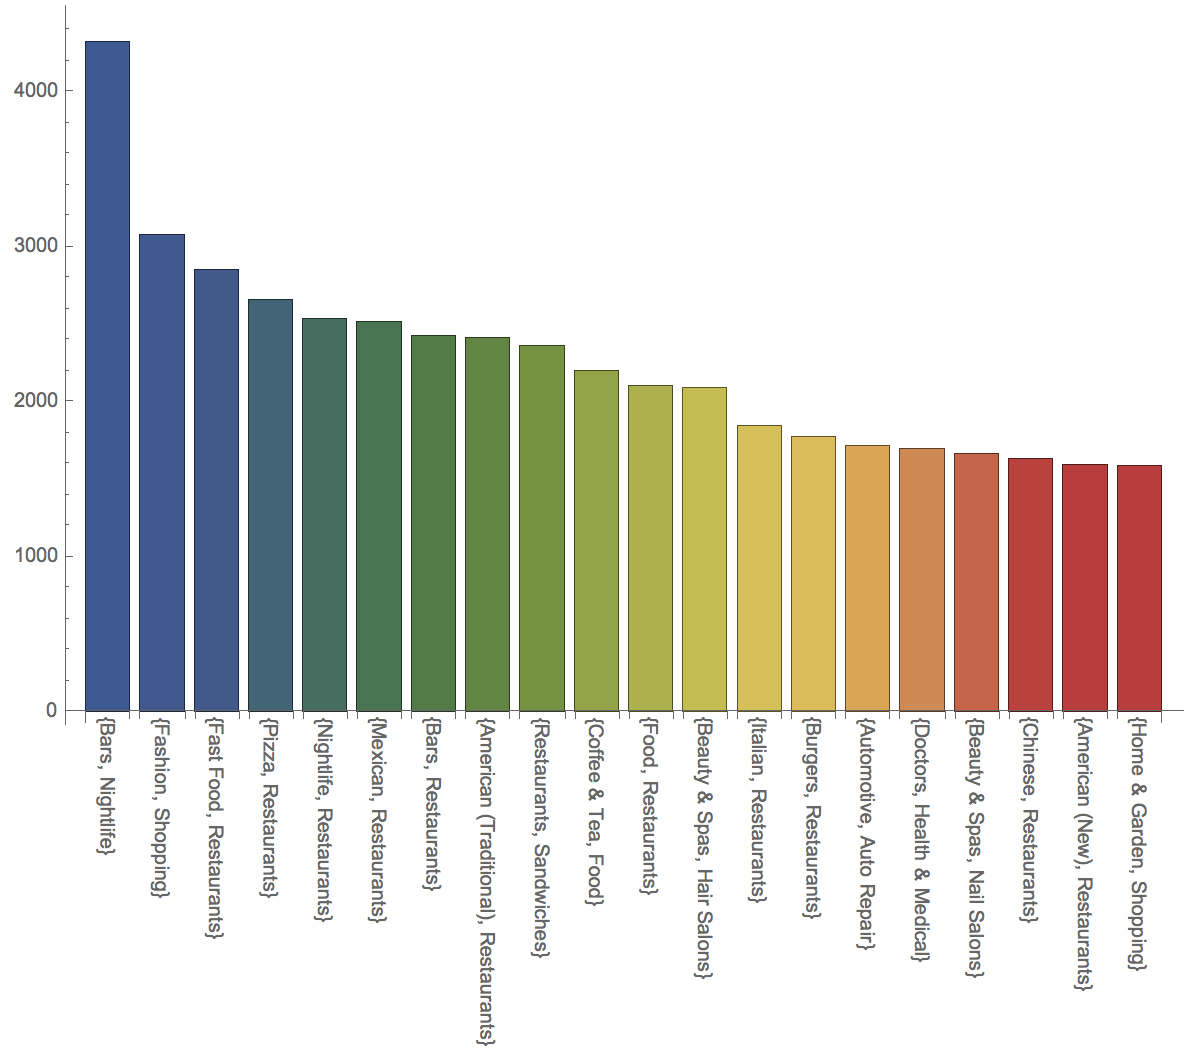 4000
3000
2000
1000
0
{Bars, Nightlife}
{Fashion, Shopping}
{Fast Food, Restaurants}
{Pizza, Restaurants}
{Nightlife, Restaurants}
{Mexican, Restaurants}
{Bars, Restaurants}
{American (Traditional), Restaurants}
{Restaurants, Sandwiches}
{Coffee & Tea, Food}
{Food, Restaurants}
{Beauty & Spas, Hair Salons}
{Italian, Restaurants}
{Burgers, Restaurants}
{Automotive, Auto Repair}
{Doctors, Health & Medical}
{Beauty & Spas, Nail Salons}
{Chinese, Restaurants}
{American (New), Restaurants}
{Home & Garden, Shopping}